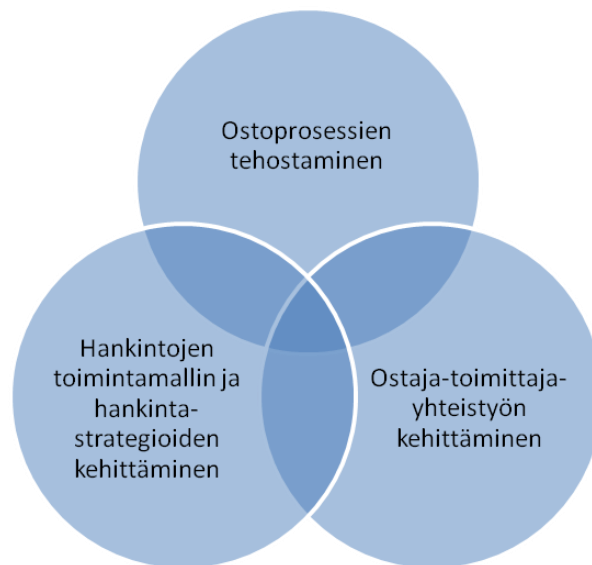 Ostoprosessien
tehostaminen
Hankintojen
toimintamallin ja
hankinta-
strategioiden
kehittäminen
Ostaja-toimittaja-
yhteistyön
kehittäminen